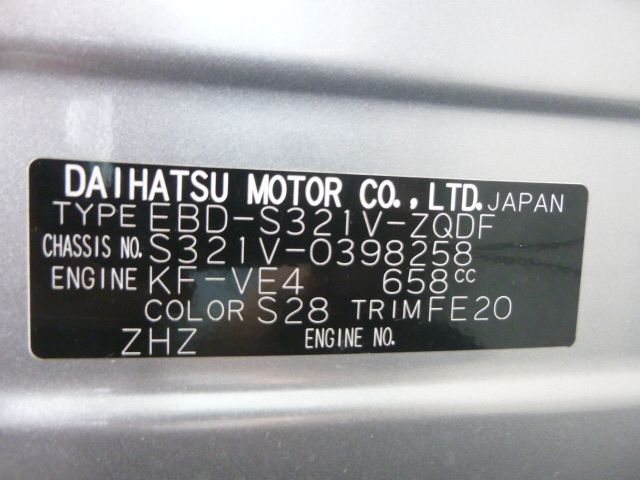 DAIHATSU MOTOR CO.,LTD. JAPAN
TYPE EBD-S321V-ZQDF
CHASSIS NO. S321V-0398258
ENGINE KF-VE4 658cc
COLOR S28 TRIM FE20
ZHZ ENGINE NO.